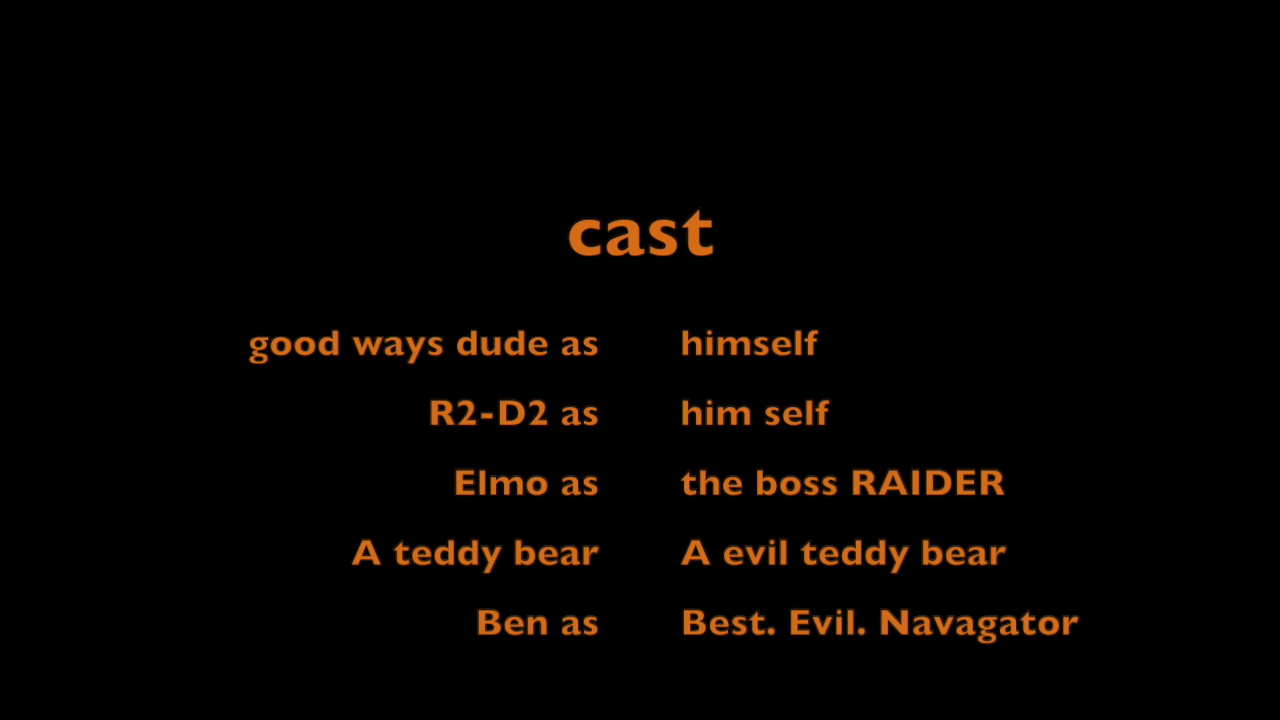 cast
good ways dude as himself
R2-D2 as him self
Elmo as the boss RAIDER
A teddy bear A evil teddy bear
Ben as Best. Evil. Navagator